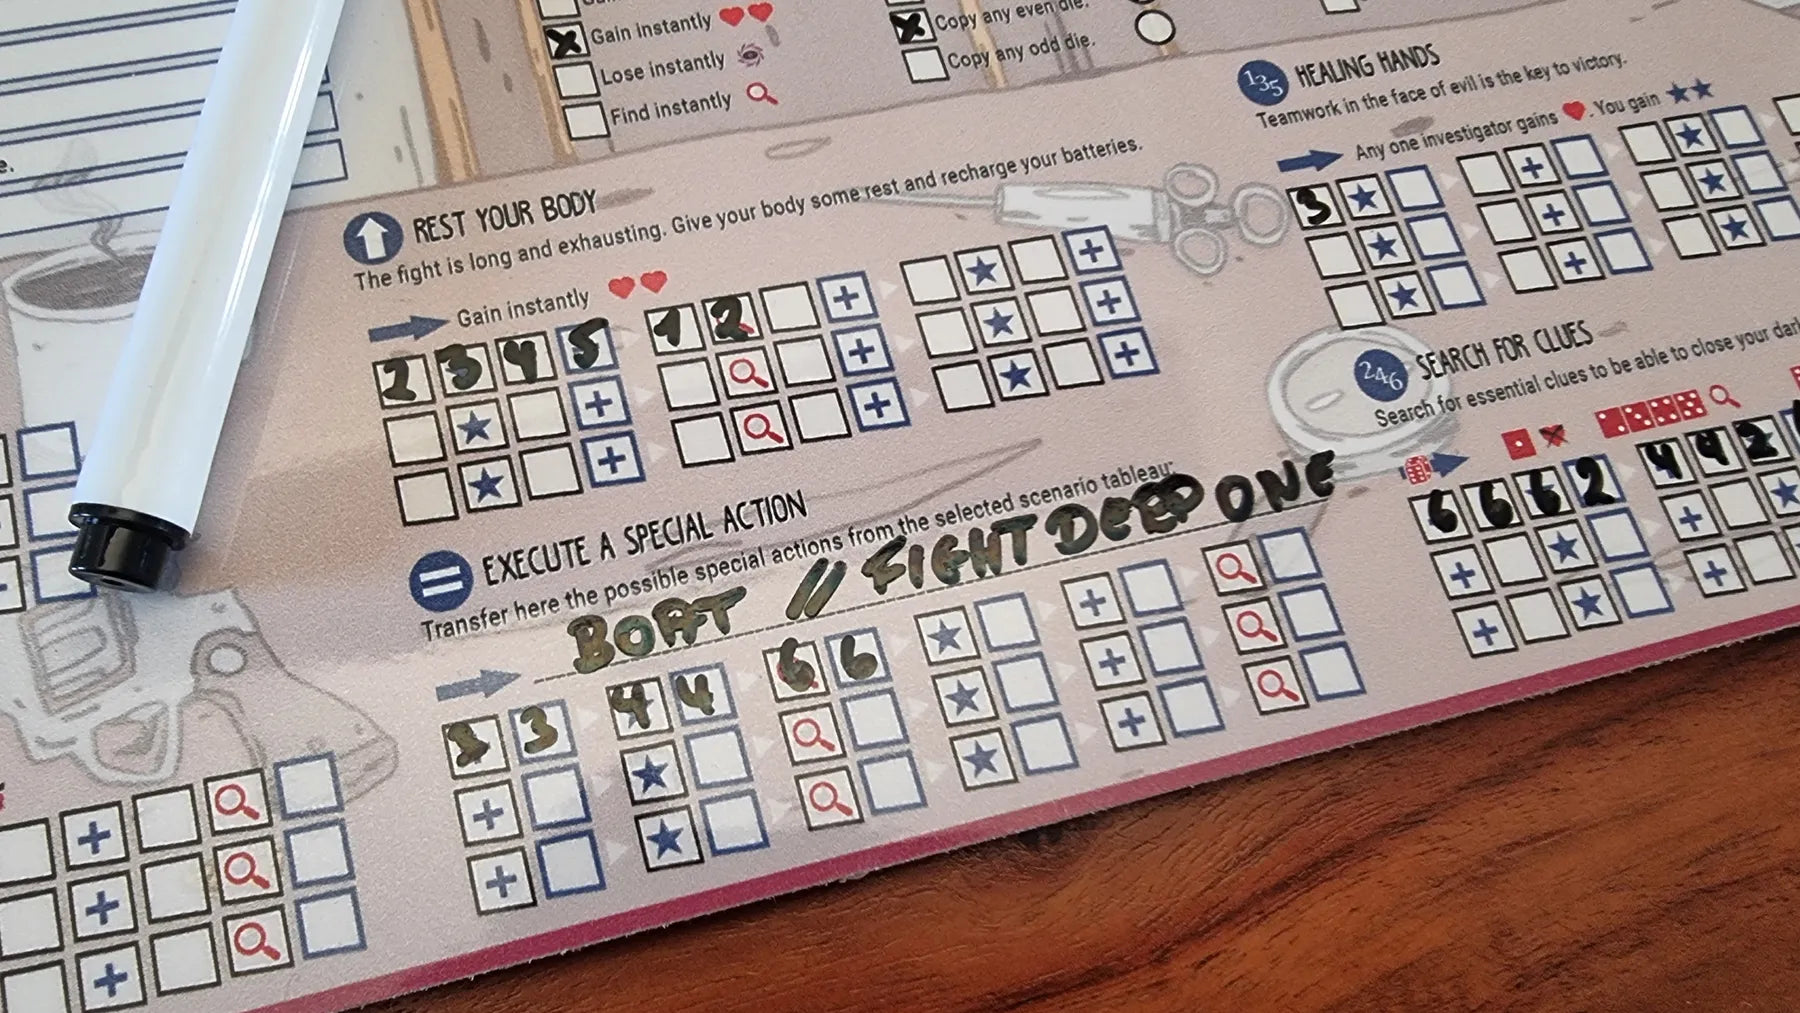 Gain instantly
Lose instantly
Find instantly
Copy any even die.
Copy any odd die.
REST YOUR BODY
The fight is long and exhausting. Give your body some rest and recharge your batteries.
Gain instantly
2 3 4 5 1 2
EXECUTE A SPECIAL ACTION
Transfer here the possible special actions from the selected scenario tableau:
BOAT // FIGHT DEEP ONE
3 3 4 4 6 6
135 HEALING HANDS
Teamwork in the face of evil is the key to victory.
Any one investigator gains . You gain
3
246 SEARCH FOR CLUES
Search for essential clues to be able to close your
6 6 6 2 4 4 2